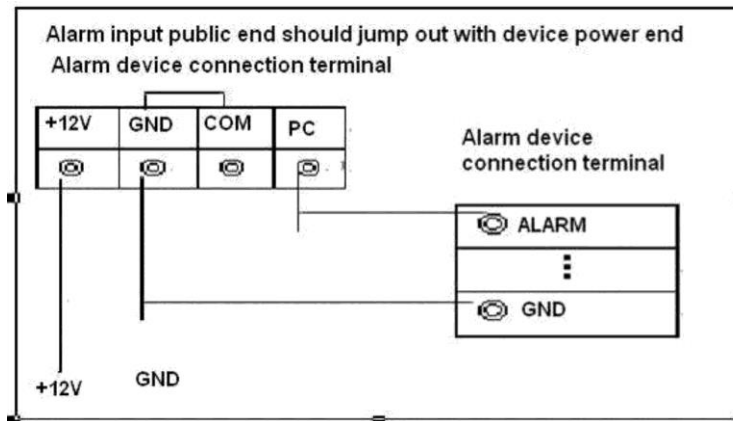 Alarm input public end should jump out with device power end
Alarm device connection terminal
+12V GND COM PC
Alarm device
connection terminal
ALARM
GND
+12V GND